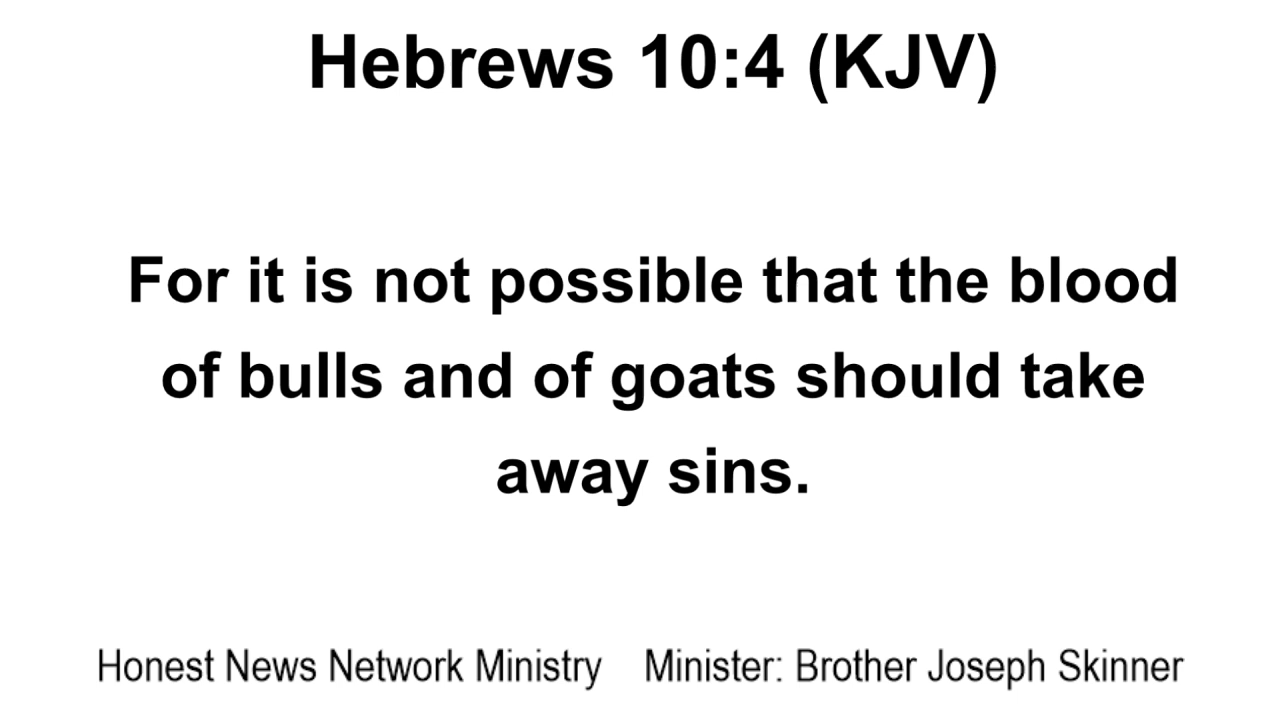 Hebrews 10:4 (KJV)
For it is not possible that the blood
of bulls and of goats should take
away sins.
Honest News Network Ministry    Minister: Brother Joseph Skinner